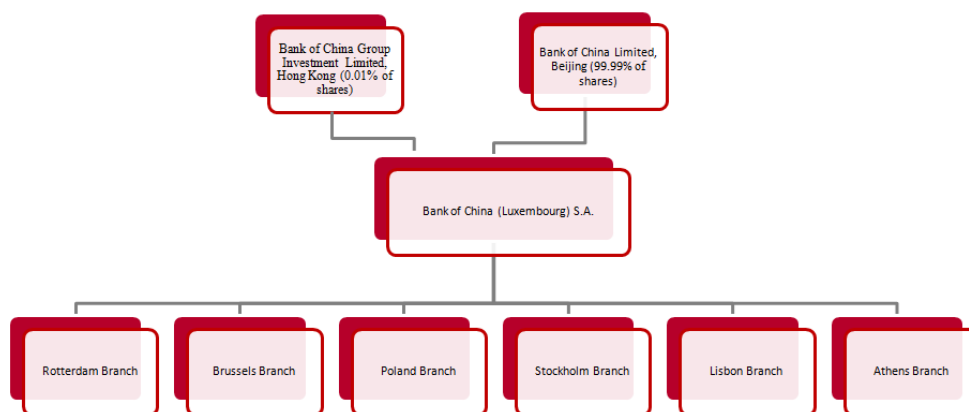 Bank of China Group
Investment Limited,
Hong Kong (0.01% of
shares)
Bank of China Limited,
Beijing (99.99% of
shares)
Bank of China (Luxembourg) S.A.
Rotterdam Branch
Brussels Branch
Poland Branch
Stockholm Branch
Lisbon Branch
Athens Branch